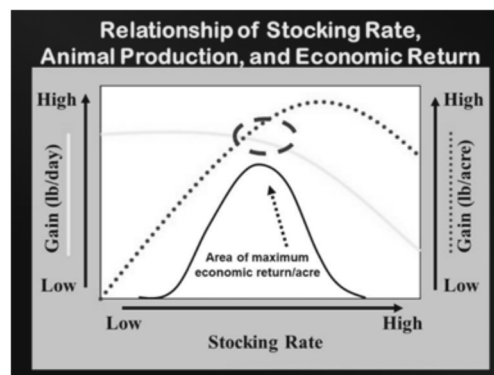 Relationship of Stocking Rate,
Animal Production, and Economic Return
High
Gain (lb/day)
Low
Area of maximum
economic return/acre
High
Gain (lb/acre)
Low
Low
High
Stocking Rate